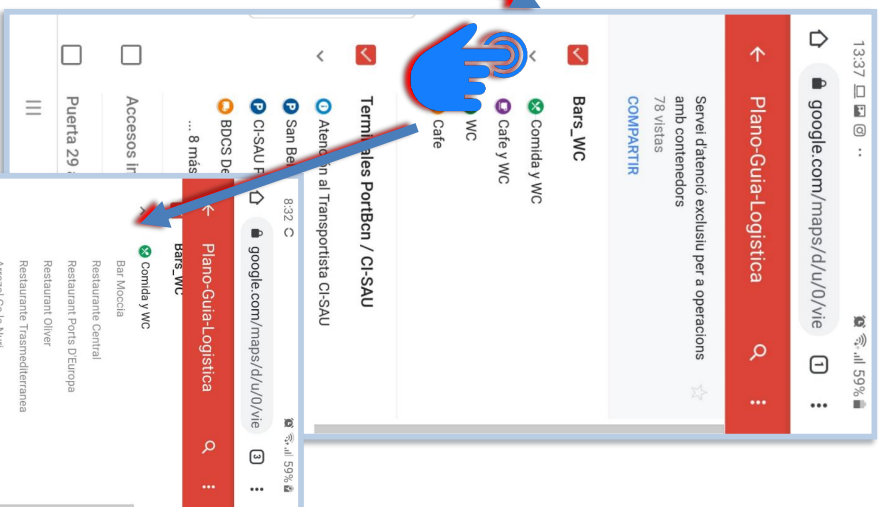 13:37
59%
google.com/maps/d/u/0/vie
1
Plano-Guia-Logistica
Servei d'atenció exclusiu per a operacions
amb contenedors
78 vistas
COMPARTIR
Bars_WC
Comida y WC
Cafe y WC
WC
Cafe
Terminales PortBcn / CI-SAU
Atención al Transportista CI-SAU
P San Be
P CI-SAU P
BDCS De
... 8 más
Accesos in
Puerta 29
8:32
59%
google.com/maps/d/u/0/vie
3
Plano-Guia-Logistica
Bars_WC
Comida y WC
Bar Moccia
Restaurante Central
Restaurant Ports D'Europa
Restaurant Oliver
Restaurante Trasmediterranea